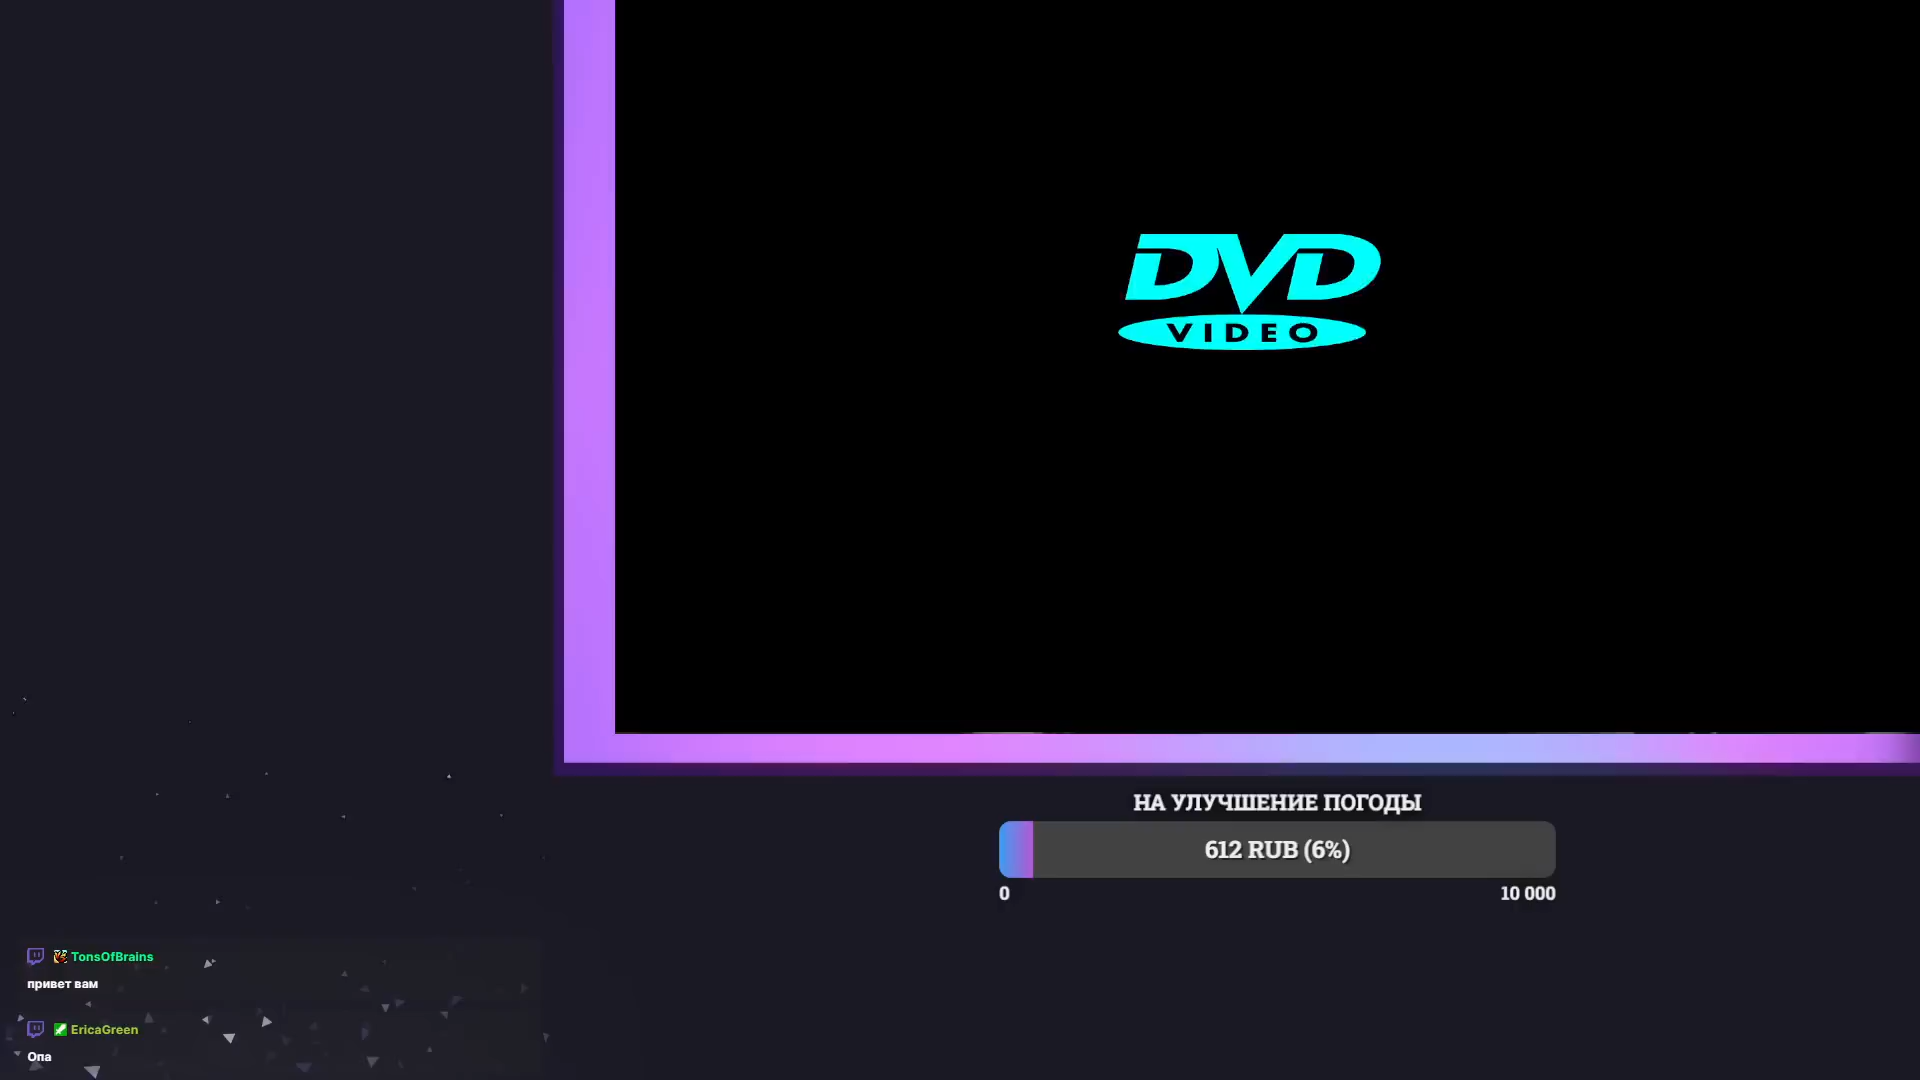 DVD
VIDEO
НА УЛУЧШЕНИЕ ПОГОДЫ
612 RUB (6%)
0
10 000
TonsOfBrains
привет вам
EricaGreen
Опа